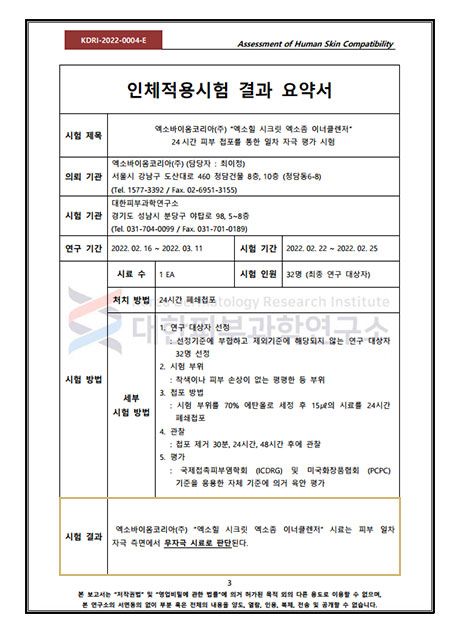 KDRI-2022-0004-E
Assessment of Human Skin Compatibility
인체적용시험 결과 요약서
시험 제목
엑소바이옴코리아(주) "엑소힐 시크릿 엑소좀 이너클렌저"
24시간 피부 첩포를 통한 일차 자극 평가 시험
의뢰 기관
엑소바이옴코리아(주) (담당자 : 최이정)
서울시 강남구 도산대로 460 청담건물 8층, 10층 (청담동6-8)
(Tel. 1577-3392 / Fax. 02-6951-3155)
시험 기관
대한피부과학연구소
경기도 성남시 분당구 야탑로 98, 5~8층
(Tel. 031-704-0099 / Fax. 031-701-0189)
연구 기간
2022. 02. 16 ~ 2022. 03. 11
시험 기간
2022. 02. 22 ~ 2022. 02. 25
시험 방법
시료 수
1 EA
시험 인원
32명 (최종 연구 대상자)
처치 방법
24시간 폐쇄첩포
Dermatology Research Institute
대한피부과학연구소
세부
시험 방법
1. 연구 대상자 선정
: 선정기준에 부합하고 제외기준에 해당되지 않는 연구 대상자
32명 선정
2. 시험 부위
: 착색이나 피부 손상이 없는 평평한 등 부위
3. 첩포 방법
: 시험 부위를 70% 에탄올로 세정 후 15㎕의 시료를 24시간
폐쇄첩포
4. 관찰
: 첩포 제거 30분, 24시간, 48시간 후에 관찰
5. 평가
: 국제접촉피부염학회 (ICDRG) 및 미국화장품협회 (PCPC)
기준을 응용한 자체 기준에 의거 육안 평가
시험 결과
엑소바이옴코리아(주) "엑소힐 시크릿 엑소좀 이너클렌저" 시료는 피부 일차
자극 측면에서 무자극 시료로 판단된다.
3
본 보고서는 "저작권법" 및 "영업비밀에 관한 법률"에 의거 허가된 목적 외의 다른 용도로 이용할 수 없으며,
본 연구소의 서면동의 없이 부분 혹은 전체의 내용을 양도, 열람, 인용, 복제, 전송 및 공개할 수 없습니다.